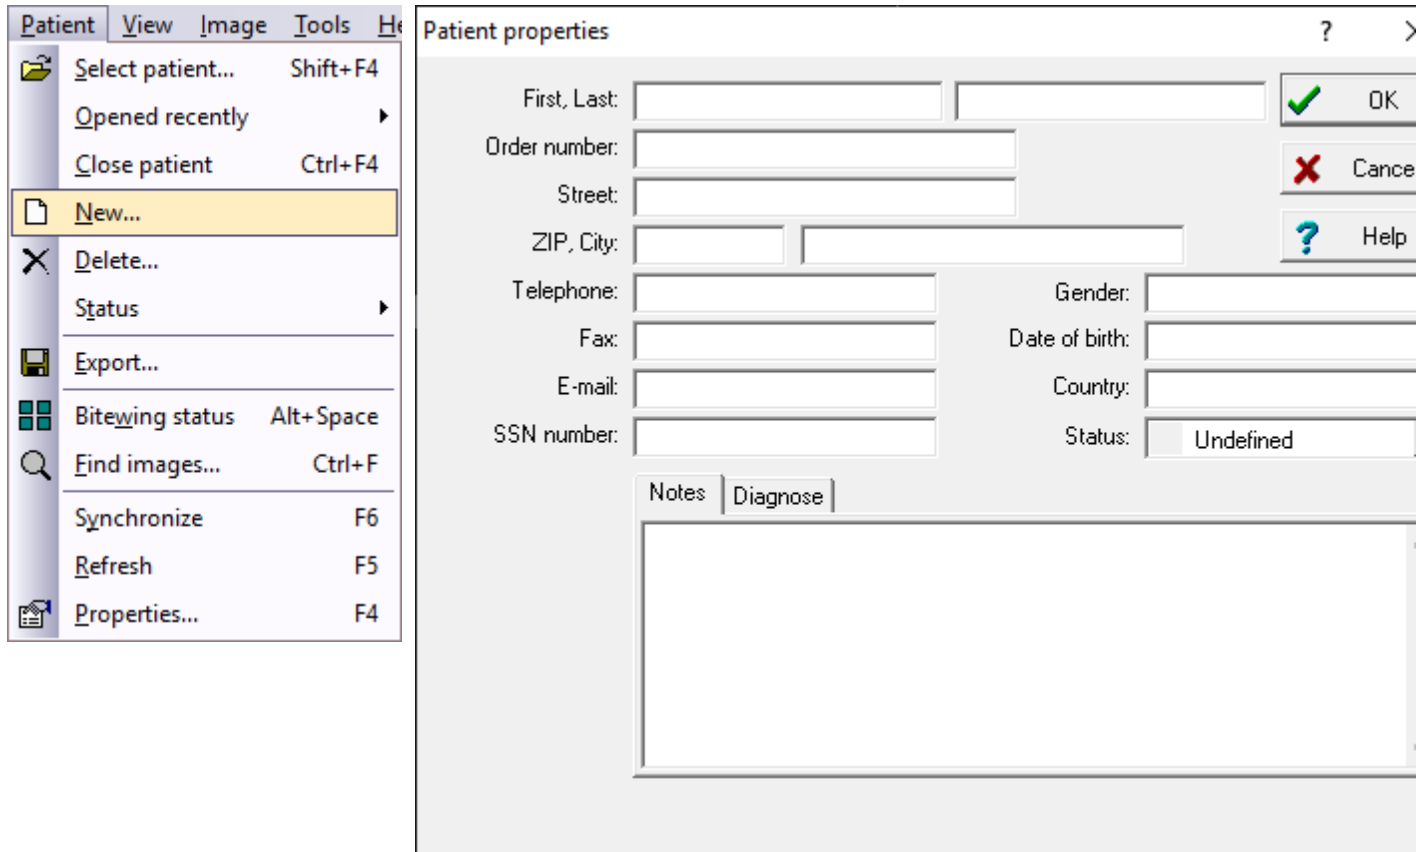 Patient View Image Tools He
Select patient... Shift+F4
Opened recently
Close patient Ctrl+F4
New...
Delete...
Status
Export...
Bitewing status Alt+Space
Find images... Ctrl+F
Synchronize F6
Refresh F5
Properties... F4
Patient properties ?
First, Last: OK
Order number:
Street: Cance
ZIP, City: Help
Telephone: Gender:
Fax: Date of birth:
E-mail: Country:
SSN number: Status: Undefined
Notes Diagnose